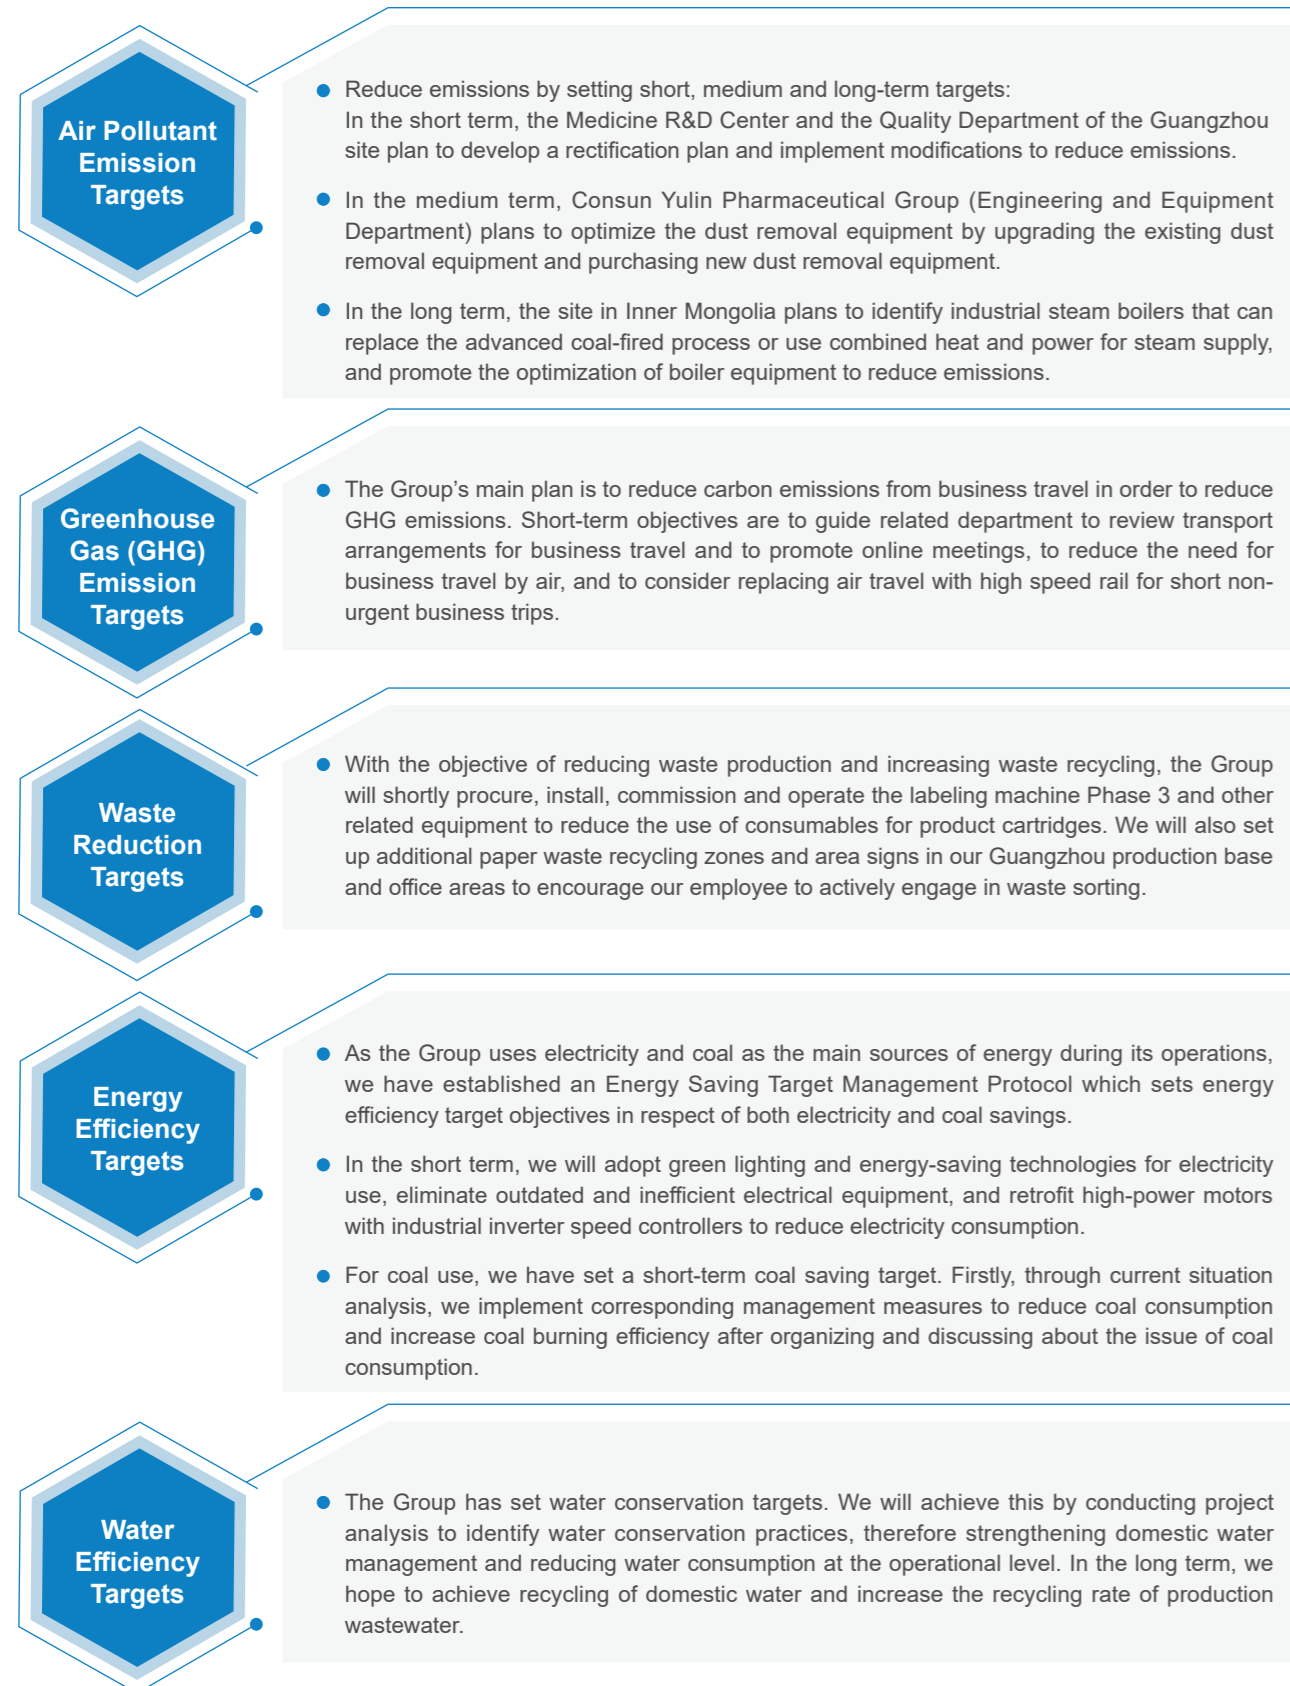 Air Pollutant
Emission
Targets
● Reduce emissions by setting short, medium and long-term targets:
In the short term, the Medicine R&D Center and the Quality Department of the Guangzhou
site plan to develop a rectification plan and implement modifications to reduce emissions.
● In the medium term, Consun Yulin Pharmaceutical Group (Engineering and Equipment
Department) plans to optimize the dust removal equipment by upgrading the existing dust
removal equipment and purchasing new dust removal equipment.
● In the long term, the site in Inner Mongolia plans to identify industrial steam boilers that can
replace the advanced coal-fired process or use combined heat and power for steam supply,
and promote the optimization of boiler equipment to reduce emissions.
Greenhouse
Gas (GHG)
Emission
Targets
● The Group’s main plan is to reduce carbon emissions from business travel in order to reduce
GHG emissions. Short-term objectives are to guide related department to review transport
arrangements for business travel and to promote online meetings, to reduce the need for
business travel by air, and to consider replacing air travel with high speed rail for short non-
urgent business trips.
Waste
Reduction
Targets
● With the objective of reducing waste production and increasing waste recycling, the Group
will shortly procure, install, commission and operate the labeling machine Phase 3 and other
related equipment to reduce the use of consumables for product cartridges. We will also set
up additional paper waste recycling zones and area signs in our Guangzhou production base
and office areas to encourage our employee to actively engage in waste sorting.
Energy
Efficiency
Targets
● As the Group uses electricity and coal as the main sources of energy during its operations,
we have established an Energy Saving Target Management Protocol which sets energy
efficiency target objectives in respect of both electricity and coal savings.
● In the short term, we will adopt green lighting and energy-saving technologies for electricity
use, eliminate outdated and inefficient electrical equipment, and retrofit high-power motors
with industrial inverter speed controllers to reduce electricity consumption.
● For coal use, we have set a short-term coal saving target. Firstly, through current situation
analysis, we implement corresponding management measures to reduce coal consumption
and increase coal burning efficiency after organizing and discussing about the issue of coal
consumption.
Water
Efficiency
Targets
● The Group has set water conservation targets. We will achieve this by conducting project
analysis to identify water conservation practices, therefore strengthening domestic water
management and reducing water consumption at the operational level. In the long term, we
hope to achieve recycling of domestic water and increase the recycling rate of production
wastewater.